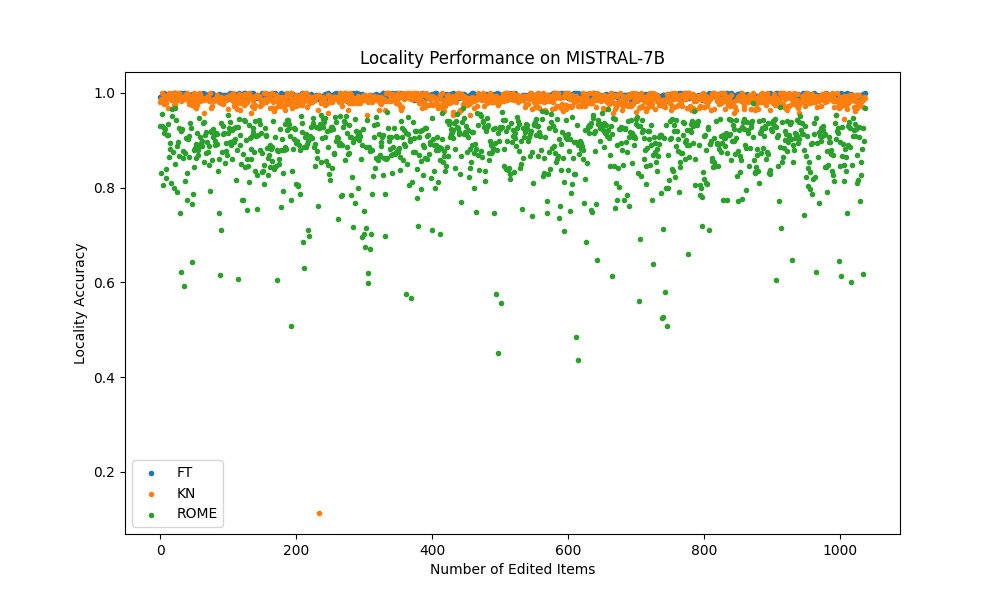 Locality Performance on MISTRAL-7B
Locality Accuracy
1.0
0.8
0.6
0.4
0.2
FT
KN
ROME
0 200 400 600 800 1000
Number of Edited Items